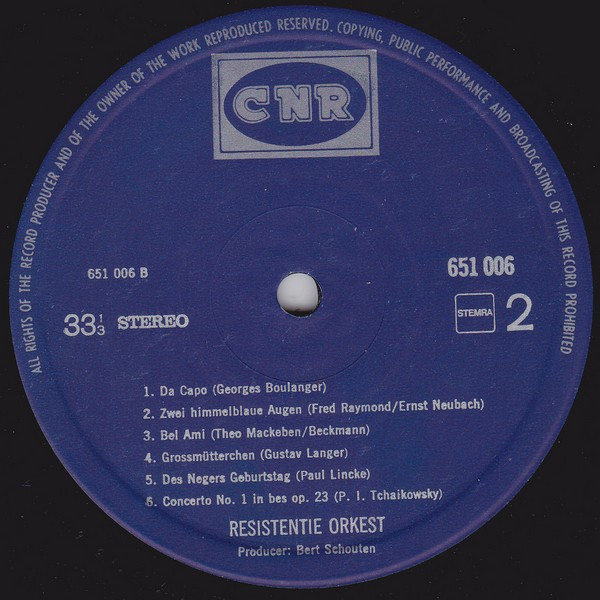 ALL RIGHTS OF THE RECORD PRODUCER AND OF THE OWNER OF THE WORK REPRODUCED RESERVED. COPYING, PUBLIC PERFORMANCE AND BROADCASTING OF THIS RECORD PROHIBITED
CNR
651 006 B
651 006
33 1/3 STEREO
STEMRA 2
1. Da Capo (Georges Boulanger)
2. Zwei himmelblaue Augen (Fred Raymond/Ernst Neubach)
3. Bel Ami (Theo Mackeben/Beckmann)
4. Grossmütterchen (Gustav Langer)
5. Des Negers Geburtstag (Paul Lincke)
6. Concerto No. 1 in bes op. 23 (P. I. Tchaikowsky)
RESISTENTIE ORKEST
Producer: Bert Schouten